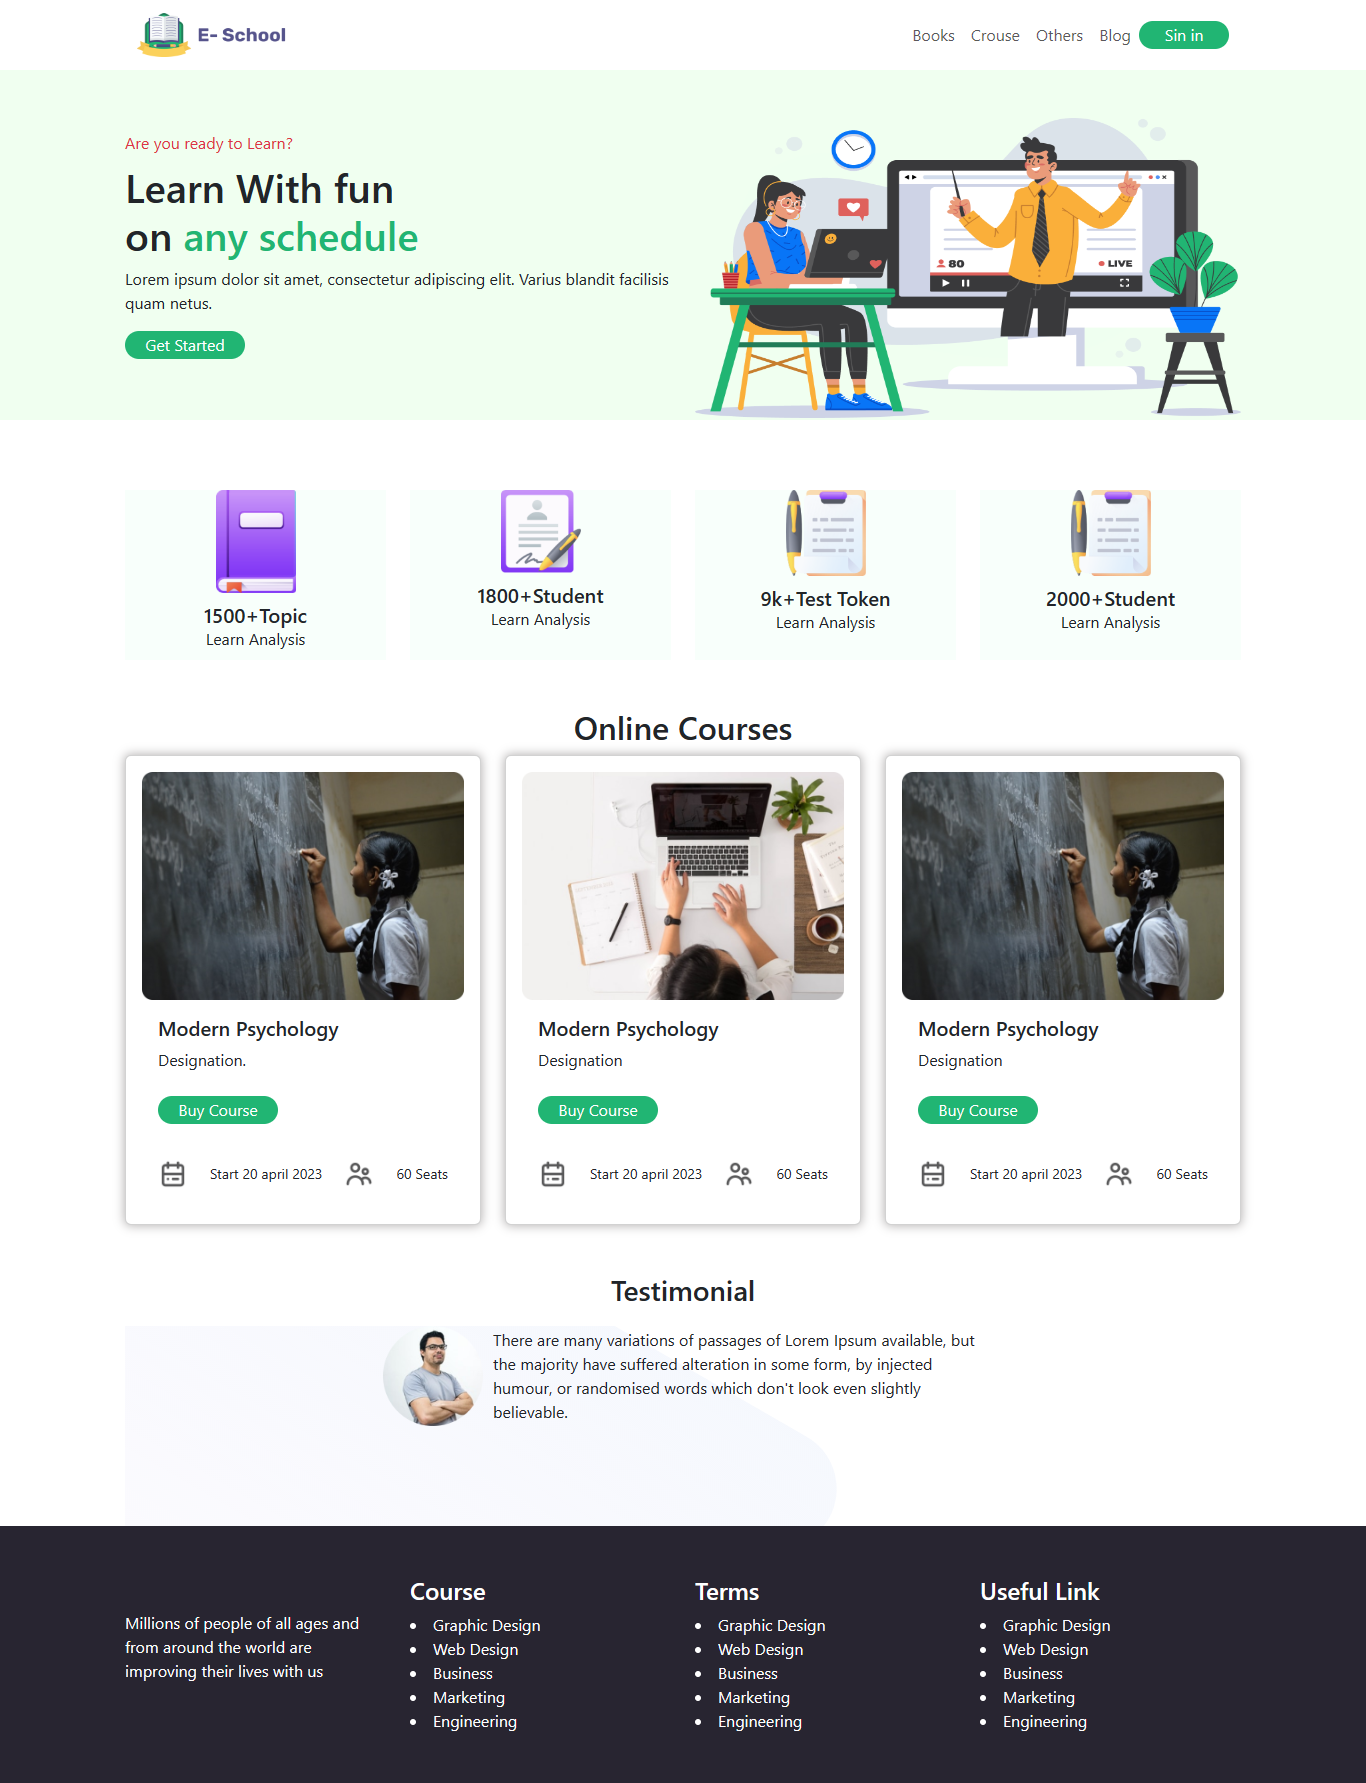 E- School
Books Crouse Others Blog Sin in
Are you ready to Learn?
Learn With fun
on any schedule
Lorem ipsum dolor sit amet, consectetur adipiscing elit. Varius blandit facilisis
quam netus.
Get Started
80
LIVE
1500+Topic
Learn Analysis
1800+Student
Learn Analysis
9k+Test Token
Learn Analysis
2000+Student
Learn Analysis
Online Courses
Modern Psychology
Designation.
Buy Course
Start 20 april 2023 60 Seats
Modern Psychology
Designation
Buy Course
Start 20 april 2023 60 Seats
Modern Psychology
Designation
Buy Course
Start 20 april 2023 60 Seats
Testimonial
There are many variations of passages of Lorem Ipsum available, but
the majority have suffered alteration in some form, by injected
humour, or randomised words which don't look even slightly
believable.
Millions of people of all ages and
from around the world are
improving their lives with us
Course
Graphic Design
Web Design
Business
Marketing
Engineering
Terms
Graphic Design
Web Design
Business
Marketing
Engineering
Useful Link
Graphic Design
Web Design
Business
Marketing
Engineering